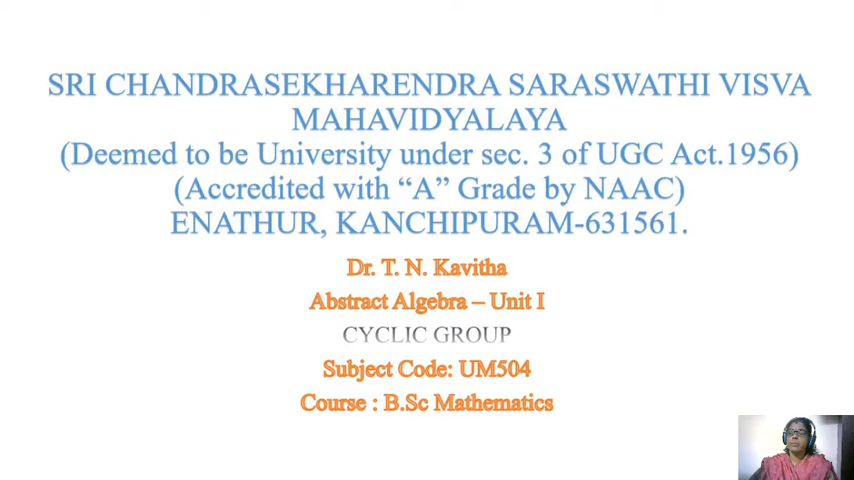 SRI CHANDRASEKHARENDRA SARASWATHI VISVA
MAHAVIDYALAYA
(Deemed to be University under sec. 3 of UGC Act.1956)
(Accredited with “A” Grade by NAAC)
ENATHUR, KANCHIPURAM-631561.
Dr. T. N. Kavitha
Abstract Algebra – Unit I
CYCLIC GROUP
Subject Code: UM504
Course : B.Sc Mathematics